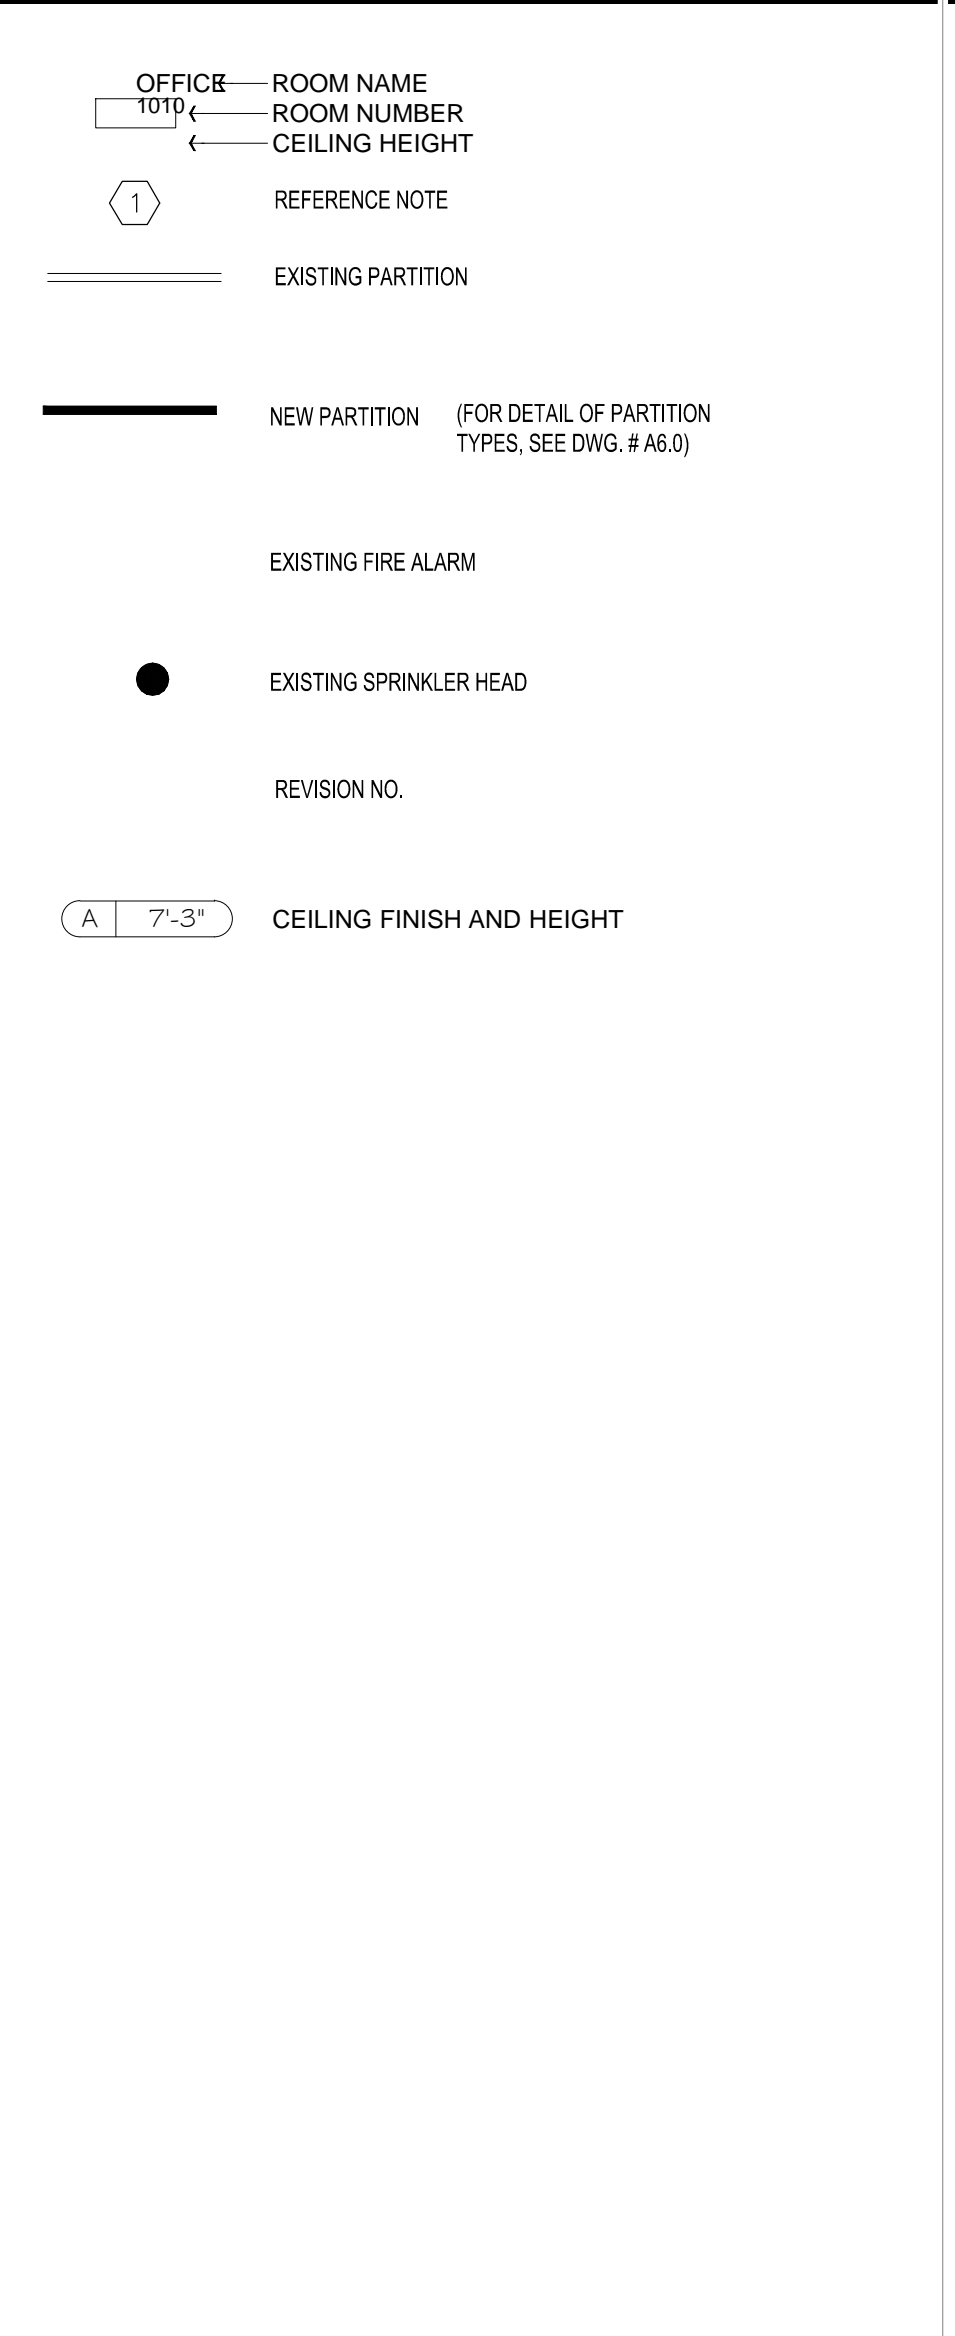 OFFICE ROOM NAME
1010 ROOM NUMBER
CEILING HEIGHT
1 REFERENCE NOTE
EXISTING PARTITION
NEW PARTITION (FOR DETAIL OF PARTITION
TYPES, SEE DWG. # A6.0)
EXISTING FIRE ALARM
EXISTING SPRINKLER HEAD
REVISION NO.
A 7'-3" CEILING FINISH AND HEIGHT